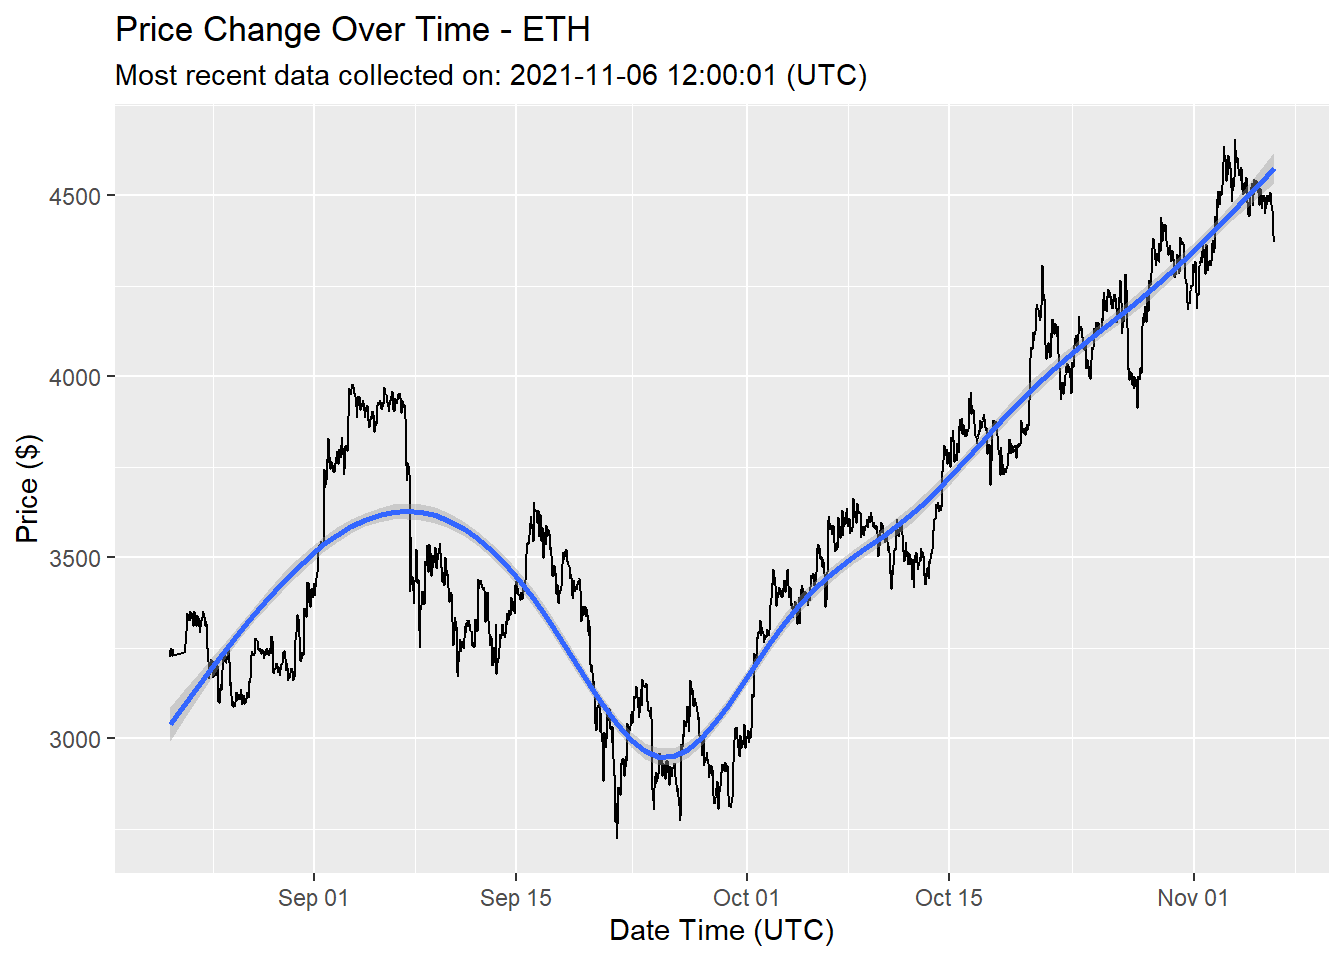 Price Change Over Time - ETH
Most recent data collected on: 2021-11-06 12:00:01 (UTC)
4500
4000
3500
3000
Price ($)
Sep 01
Sep 15
Oct 01
Oct 15
Nov 01
Date Time (UTC)